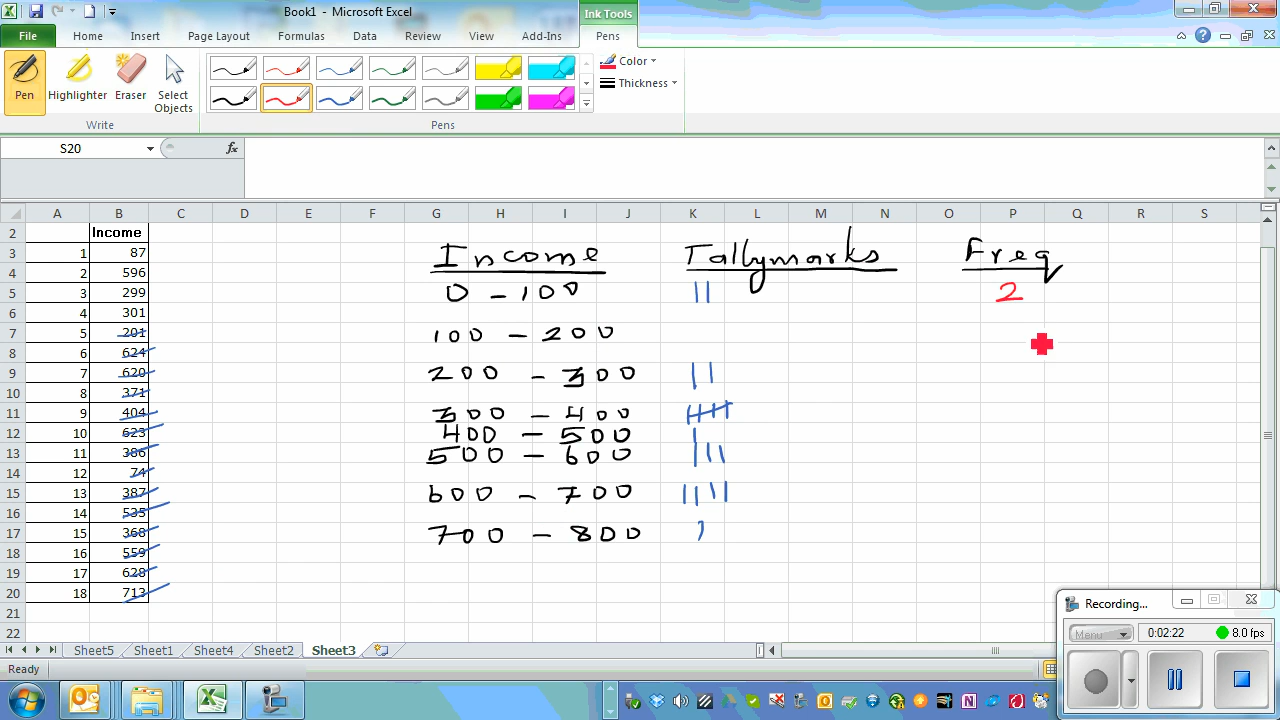 Book1 - Microsoft Excel
Ink Tools
File Home Insert Page Layout Formulas Data Review View Add-Ins Pens
Pen Highlighter Eraser Select Objects
Color
Thickness
Write Pens
S20 fx
A B C D E F G H I J K L M N O P Q R S
2 Income
3 1 87 Income Tallymarks Freq
4 2 596
5 3 299 0 - 100 || 2
6 4 301
7 5 201 100 - 200
8 6 624
9 7 620 200 - 300 ||
10 8 371
11 9 404 300 - 400 ||||
12 10 623 400 - 500 |
13 11 386 500 - 600 |||
14 12 74
15 13 387 600 - 700 ||||
16 14 535
17 15 368 700 - 800 |
18 16 559
19 17 628
20 18 713
21
22
Recording...
Menu 0:02:22 8.0 fps
Sheet5 Sheet1 Sheet4 Sheet2 Sheet3
Ready